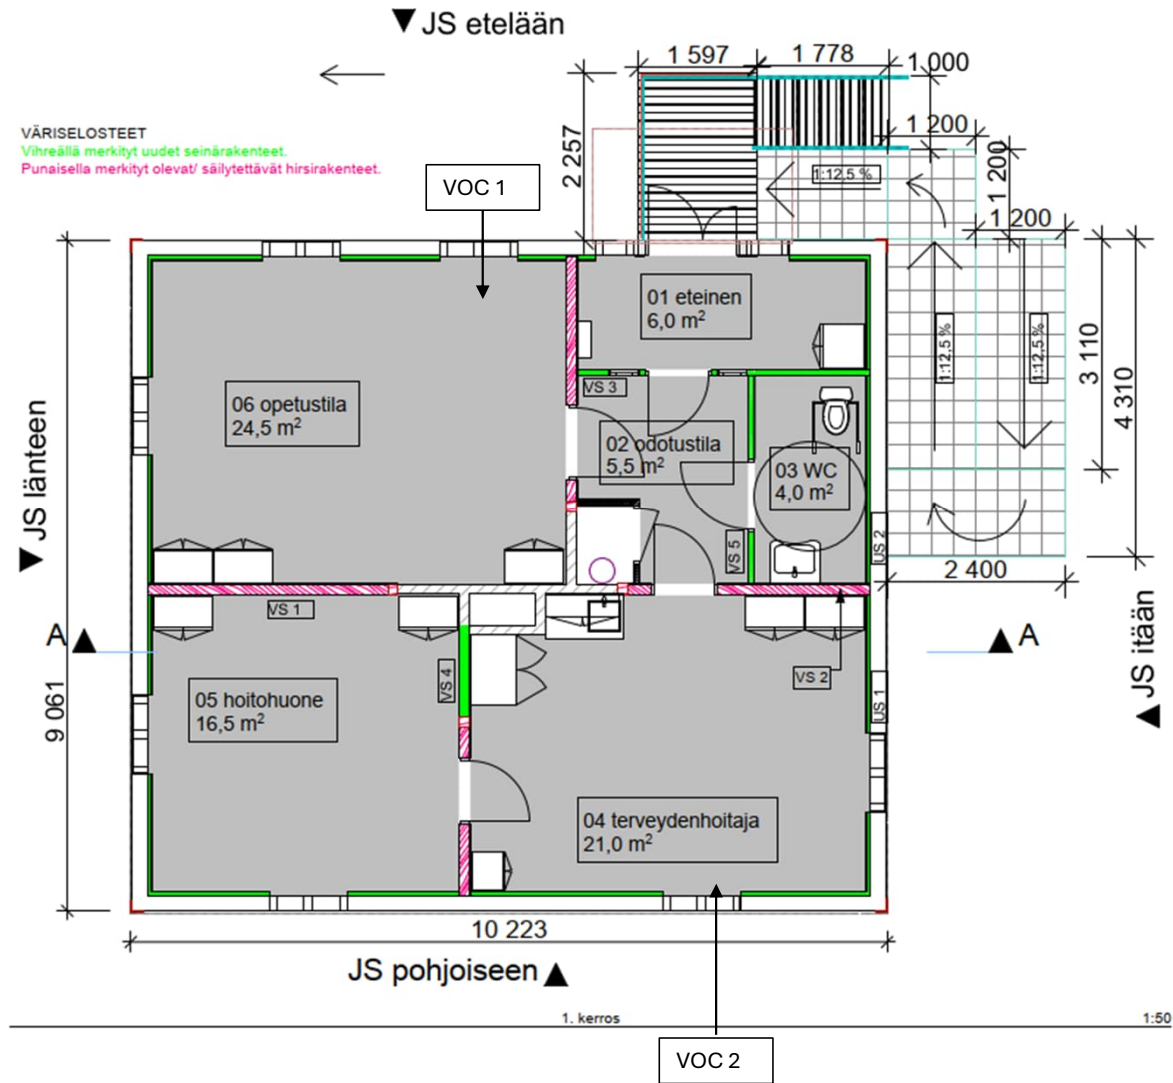 ▼ JS etelään
1 597
1 778
1 000
1 200
1 200
1 200
2 257
1:12,5 %
VÄRISELOSTEET
Vihreällä merkityt uudet seinärakenteet.
Punaisella merkityt olevat/ säilytettävät hirsirakenteet.
VOC 1
01 eteinen
6,0 m²
1:12,5 %
1:12,5 %
3 110
4 310
VS 3
06 opetustila
24,5 m²
02 odotustila
5,5 m²
03 WC
4,0 m²
▼ JS länteen
VS 5
US 2
2 400
VS 1
A
A
VS 4
VS 2
US 1
▲ JS itään
9 061
05 hoitohuone
16,5 m²
04 terveydenhoitaja
21,0 m²
10 223
JS pohjoiseen ▲
1. kerros
1:50
VOC 2